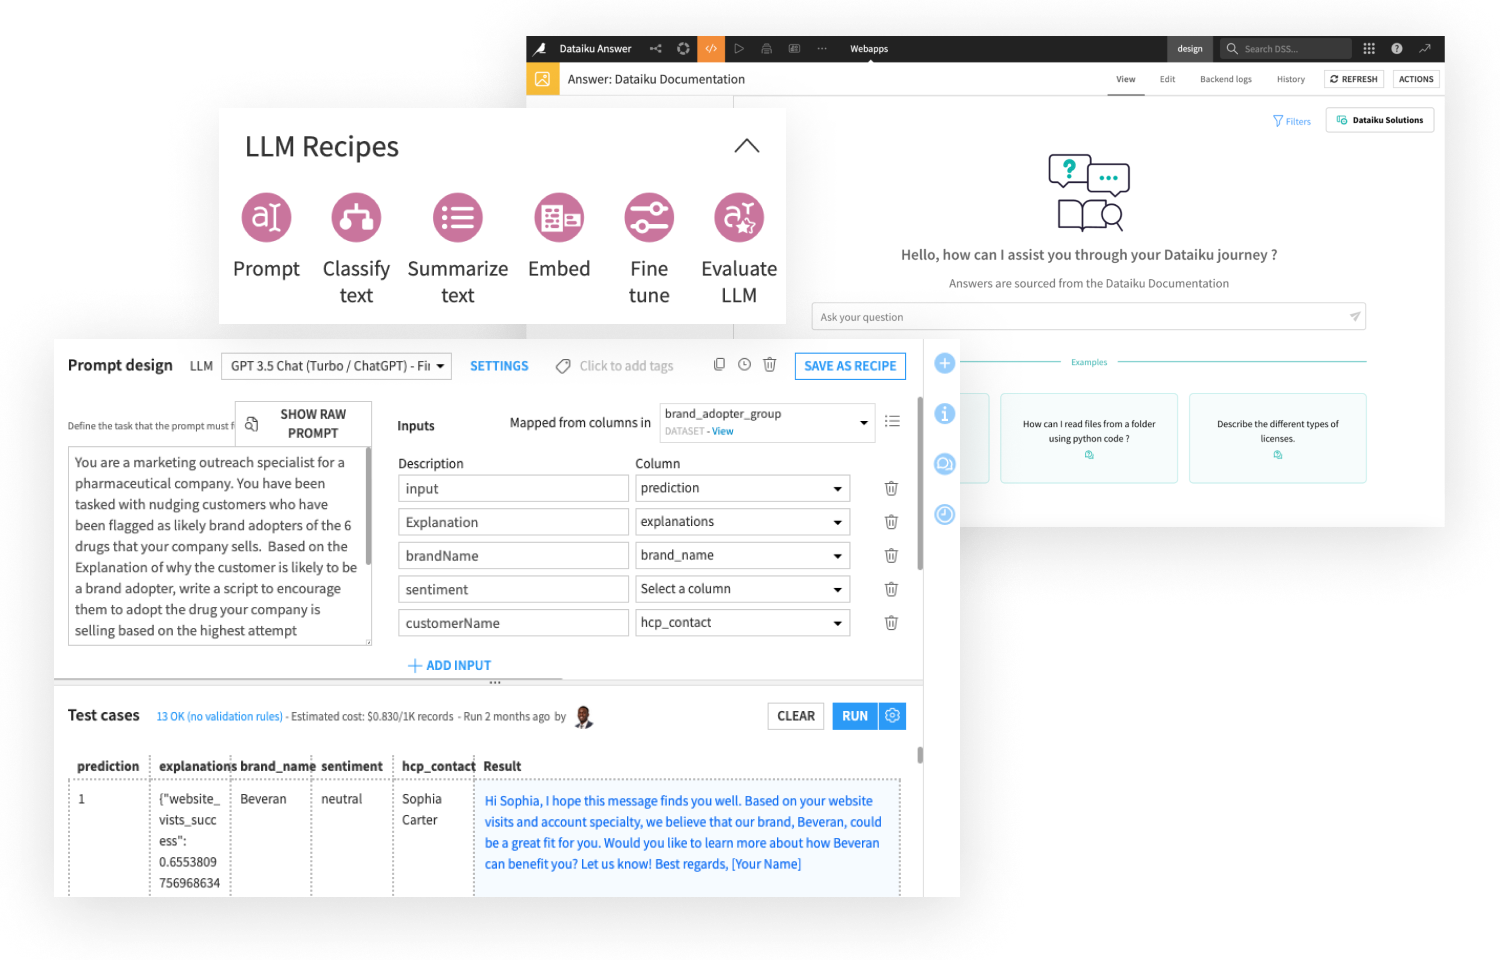 Dataiku Answer
Webapps
design
Search DSS...
Answer: Dataiku Documentation
View
Edit
Backend logs
History
REFRESH
ACTIONS
Filters
Dataiku Solutions
Hello, how can I assist you through your Dataiku journey ?
Answers are sourced from the Dataiku Documentation
Ask your question
Examples
How can I read files from a folder
using python code ?
Describe the different types of
licenses.
LLM Recipes
Prompt
Classify
text
Summarize
text
Embed
Fine
tune
Evaluate
LLM
Prompt design
LLM
GPT 3.5 Chat (Turbo / ChatGPT) - Fi
SETTINGS
Click to add tags
SAVE AS RECIPE
Define the task that the prompt must f
SHOW RAW
PROMPT
You are a marketing outreach specialist for a
pharmaceutical company. You have been
tasked with nudging customers who have
been flagged as likely brand adopters of the 6
drugs that your company sells. Based on the
Explanation of why the customer is likely to be
a brand adopter, write a script to encourage
them to adopt the drug your company is
selling based on the highest attempt
Inputs
Mapped from columns in
brand_adopter_group
DATASET - View
Description
Column
input
prediction
Explanation
explanations
brandName
brand_name
sentiment
Select a column
customerName
hcp_contact
ADD INPUT
Test cases
13 OK (no validation rules) - Estimated cost: $0.830/1K records - Run 2 months ago by
CLEAR
RUN
prediction
explanations
brand_name
sentiment
hcp_contact
Result
1
{"website_
vists_succ
ess":
0.6553809
756968634
Beveran
neutral
Sophia
Carter
Hi Sophia, I hope this message finds you well. Based on your website
visits and account specialty, we believe that our brand, Beveran, could
be a great fit for you. Would you like to learn more about how Beveran
can benefit you? Let us know! Best regards, [Your Name]